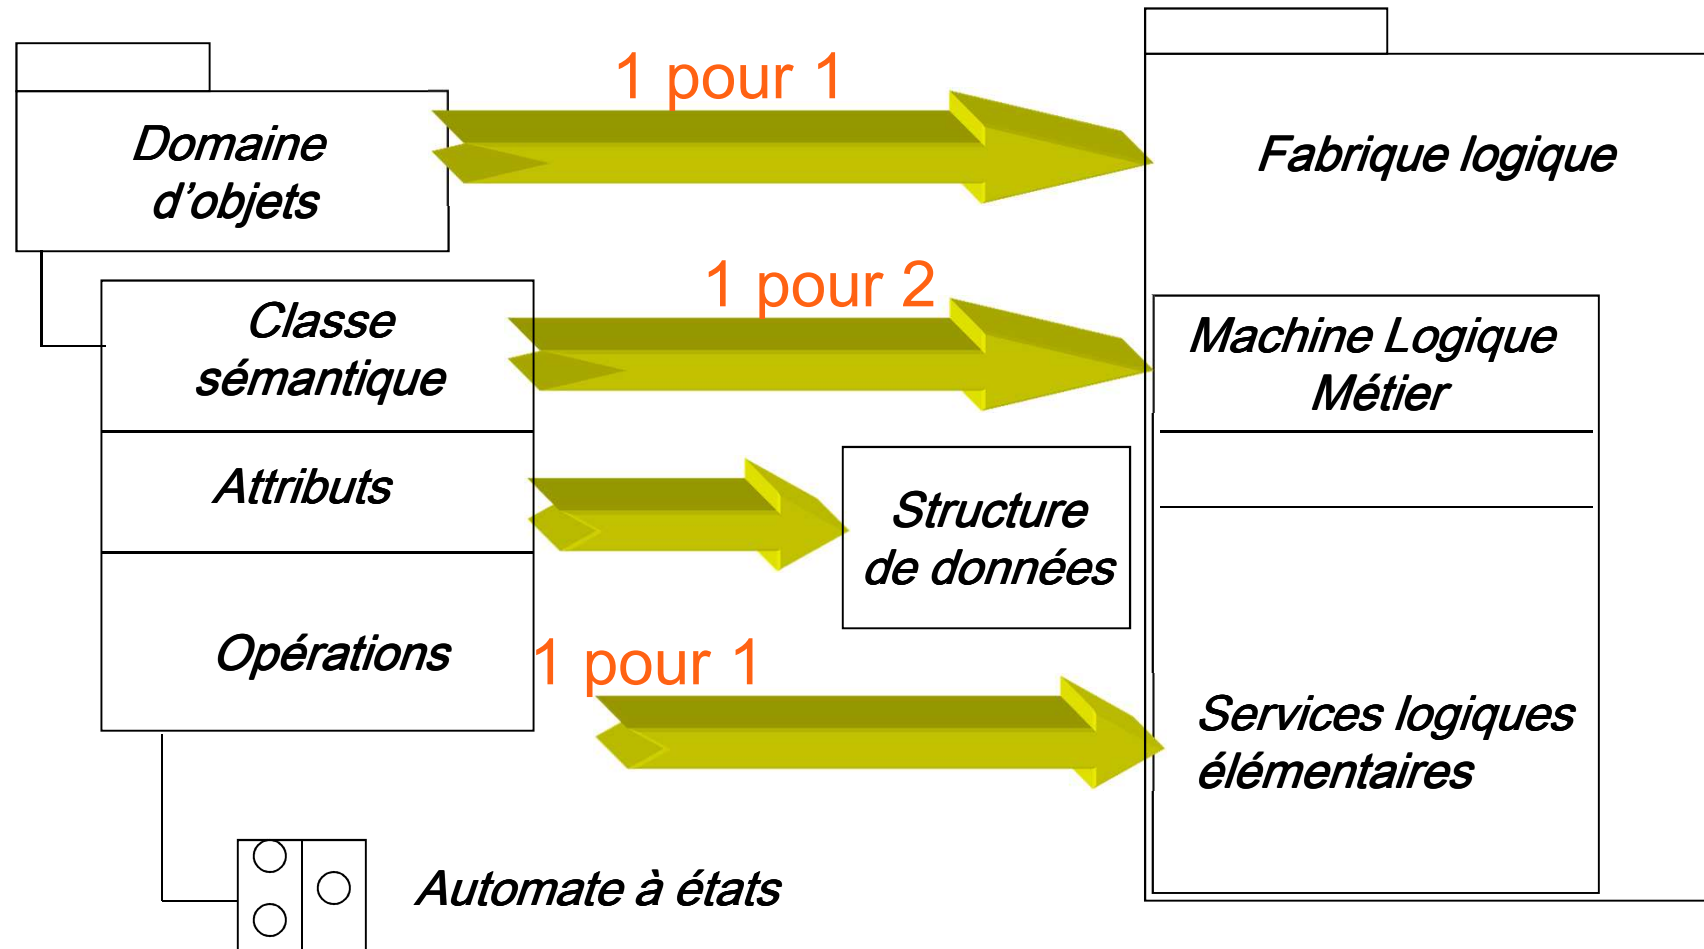 1 pour 1
Domaine
d'objets
Fabrique logique
1 pour 2
Classe
sémantique
Machine Logique
Métier
Attributs
Structure
de données
Opérations
1 pour 1
Services logiques
élémentaires
Automate à états